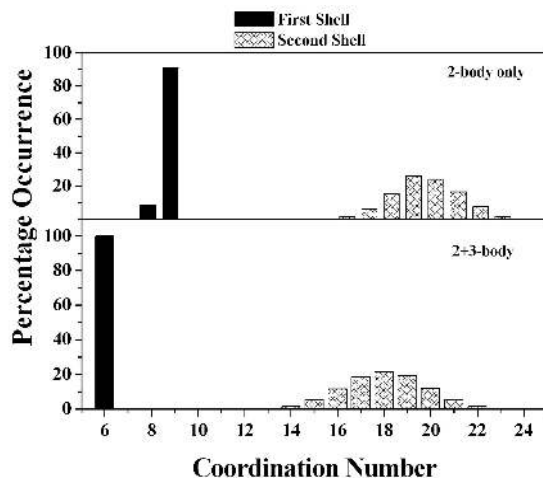 First Shell
Second Shell
100
80
60
40
20
2-body only
Percentage Occurrence
100
80
60
40
20
0
2+3-body
6 8 10 12 14 16 18 20 22 24
Coordination Number